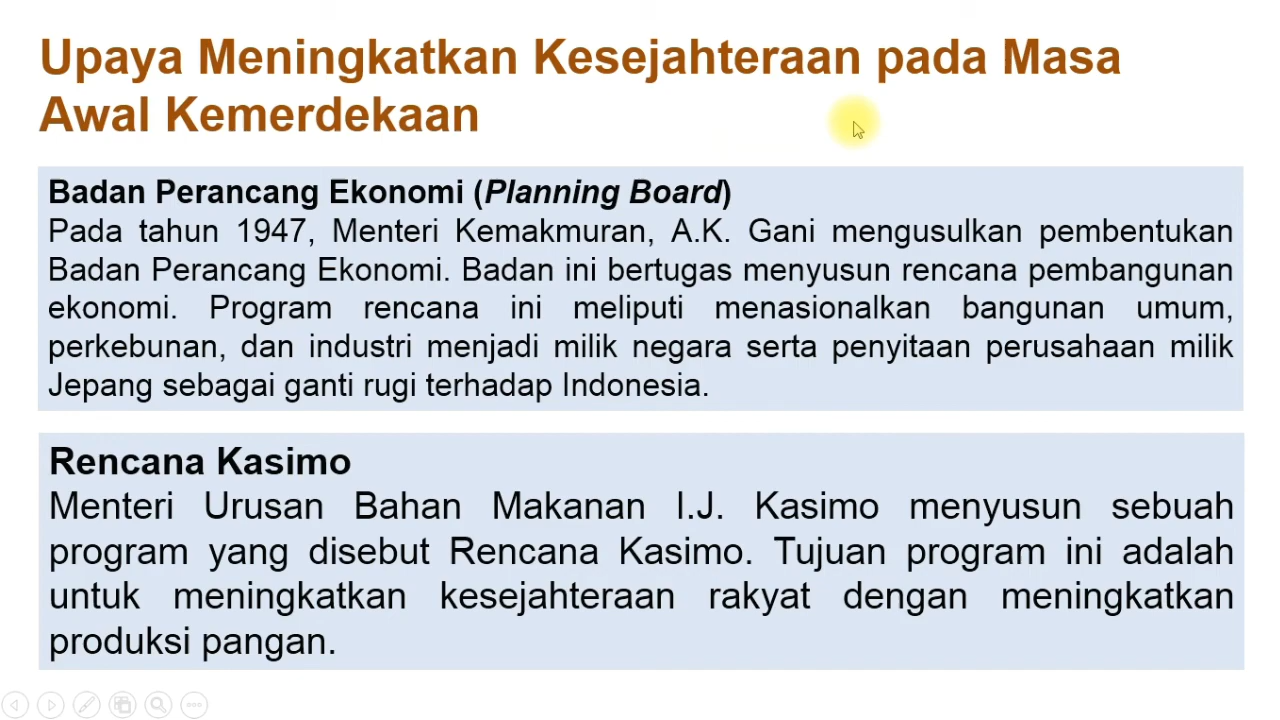 Upaya Meningkatkan Kesejahteraan pada Masa
Awal Kemerdekaan
Badan Perancang Ekonomi (Planning Board)
Pada tahun 1947, Menteri Kemakmuran, A.K. Gani mengusulkan pembentukan
Badan Perancang Ekonomi. Badan ini bertugas menyusun rencana pembangunan
ekonomi. Program rencana ini meliputi menasionalkan bangunan umum,
perkebunan, dan industri menjadi milik negara serta penyitaan perusahaan milik
Jepang sebagai ganti rugi terhadap Indonesia.
Rencana Kasimo
Menteri Urusan Bahan Makanan I.J. Kasimo menyusun sebuah
program yang disebut Rencana Kasimo. Tujuan program ini adalah
untuk meningkatkan kesejahteraan rakyat dengan meningkatkan
produksi pangan.